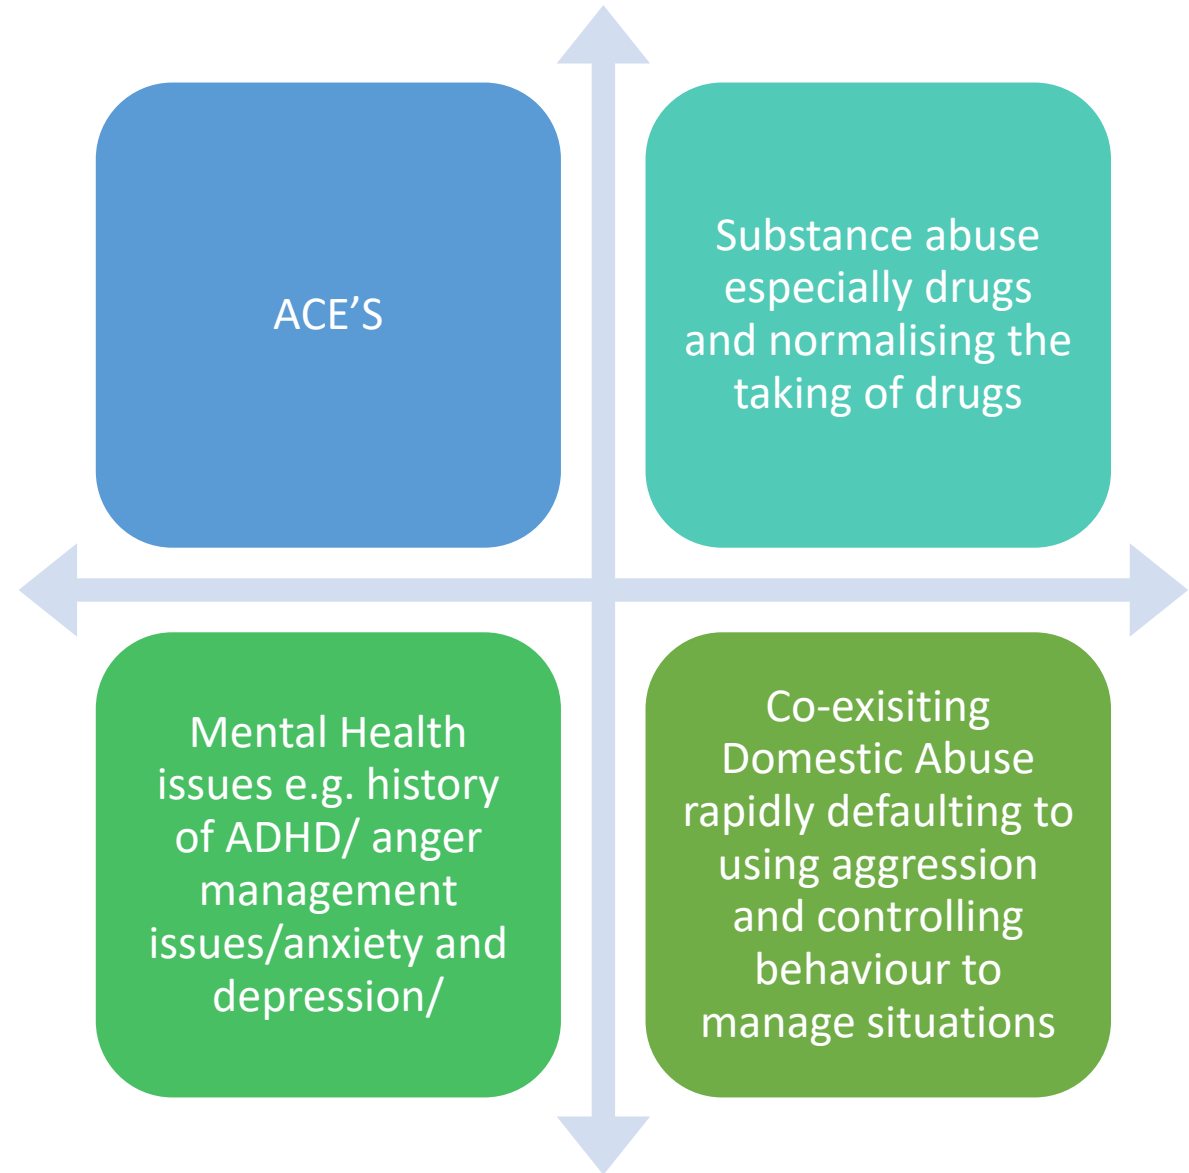 ACE’S
Substance abuse
especially drugs
and normalising the
taking of drugs
Mental Health
issues e.g. history
of ADHD/ anger
management
issues/anxiety and
depression/
Co-exisiting
Domestic Abuse
rapidly defaulting to
using aggression
and controlling
behaviour to
manage situations